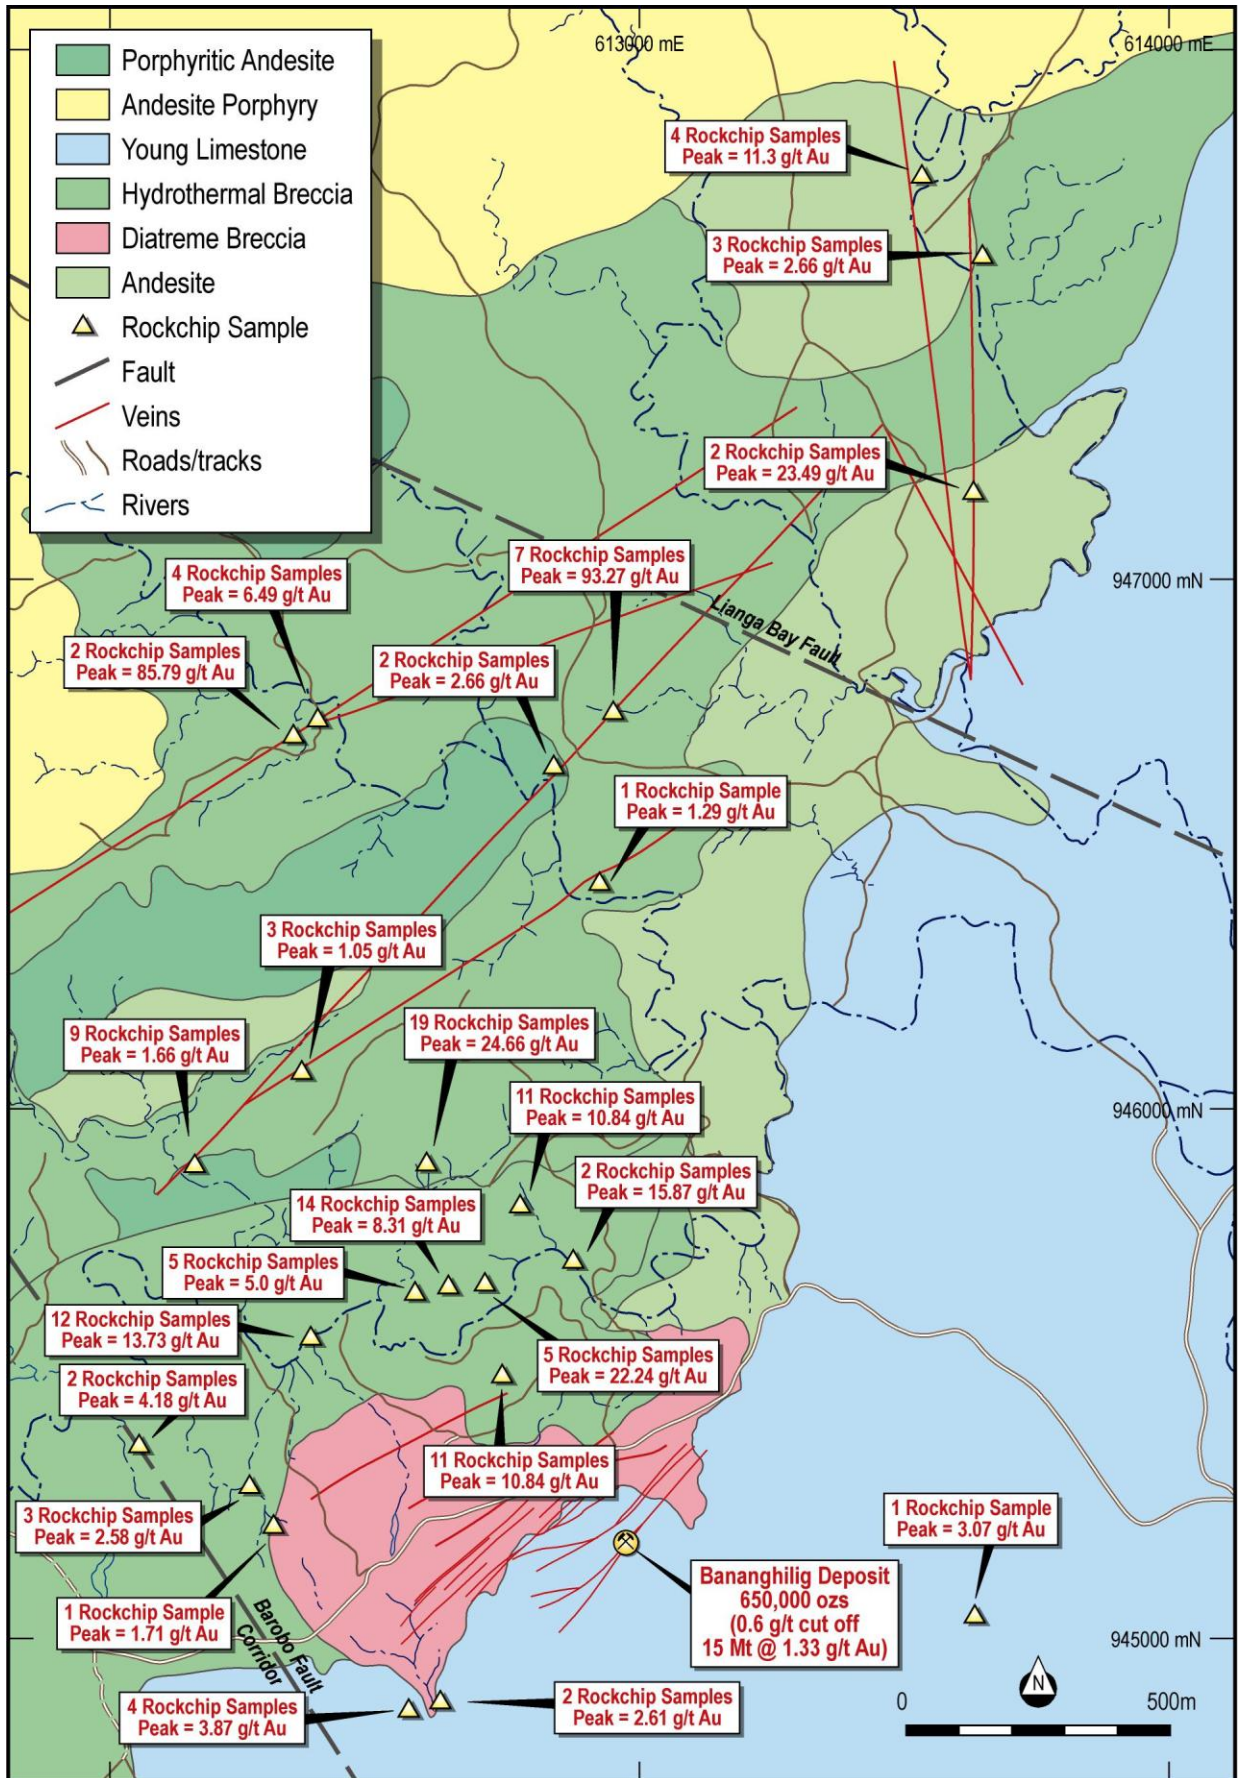 613000 mE
614000 mE
Porphyritic Andesite
Andesite Porphyry
Young Limestone
Hydrothermal Breccia
Diatreme Breccia
Andesite
Rockchip Sample
Fault
Veins
Roads/tracks
Rivers
4 Rockchip Samples
Peak = 11.3 g/t Au
3 Rockchip Samples
Peak = 2.66 g/t Au
2 Rockchip Samples
Peak = 23.49 g/t Au
7 Rockchip Samples
Peak = 93.27 g/t Au
947000 mN
4 Rockchip Samples
Peak = 6.49 g/t Au
Lianga Bay Fault
2 Rockchip Samples
Peak = 85.79 g/t Au
2 Rockchip Samples
Peak = 2.66 g/t Au
1 Rockchip Sample
Peak = 1.29 g/t Au
3 Rockchip Samples
Peak = 1.05 g/t Au
9 Rockchip Samples
Peak = 1.66 g/t Au
19 Rockchip Samples
Peak = 24.66 g/t Au
11 Rockchip Samples
Peak = 10.84 g/t Au
946000 mN
2 Rockchip Samples
Peak = 15.87 g/t Au
14 Rockchip Samples
Peak = 8.31 g/t Au
5 Rockchip Samples
Peak = 5.0 g/t Au
12 Rockchip Samples
Peak = 13.73 g/t Au
5 Rockchip Samples
Peak = 22.24 g/t Au
2 Rockchip Samples
Peak = 4.18 g/t Au
11 Rockchip Samples
Peak = 10.84 g/t Au
3 Rockchip Samples
Peak = 2.58 g/t Au
1 Rockchip Sample
Peak = 3.07 g/t Au
Bananghilig Deposit
650,000 ozs
(0.6 g/t cut off
15 Mt @ 1.33 g/t Au)
1 Rockchip Sample
Peak = 1.71 g/t Au
Barobo Fault
Corridor
945000 mN
4 Rockchip Samples
Peak = 3.87 g/t Au
2 Rockchip Samples
Peak = 2.61 g/t Au
N
0
500m